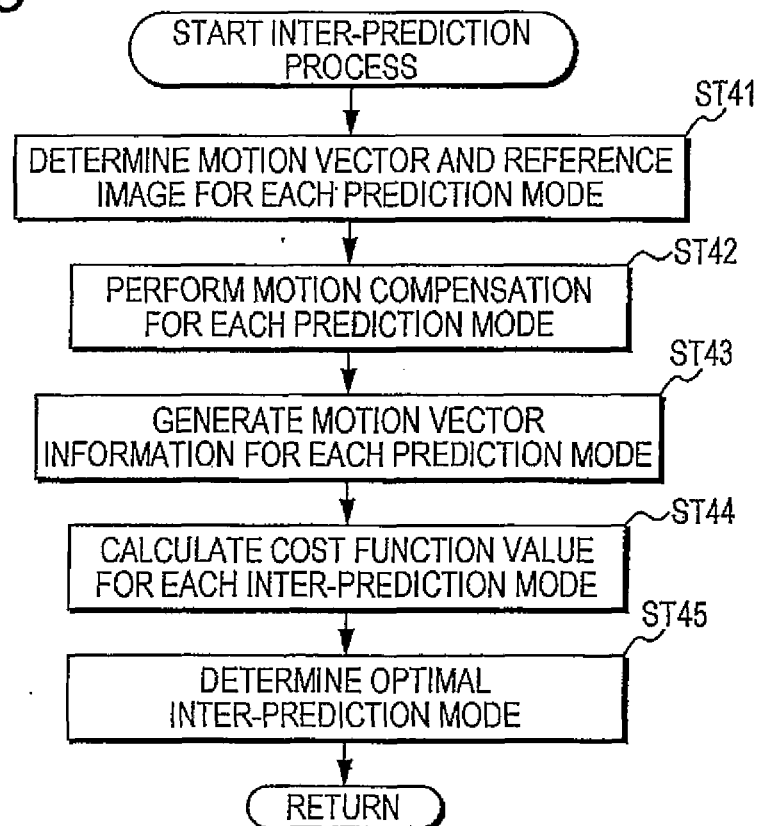 START INTER-PREDICTION
PROCESS
ST41
DETERMINE MOTION VECTOR AND REFERENCE
IMAGE FOR EACH PREDICTION MODE
ST42
PERFORM MOTION COMPENSATION
FOR EACH PREDICTION MODE
ST43
GENERATE MOTION VECTOR
INFORMATION FOR EACH PREDICTION MODE
ST44
CALCULATE COST FUNCTION VALUE
FOR EACH INTER-PREDICTION MODE
ST45
DETERMINE OPTIMAL
INTER-PREDICTION MODE
RETURN